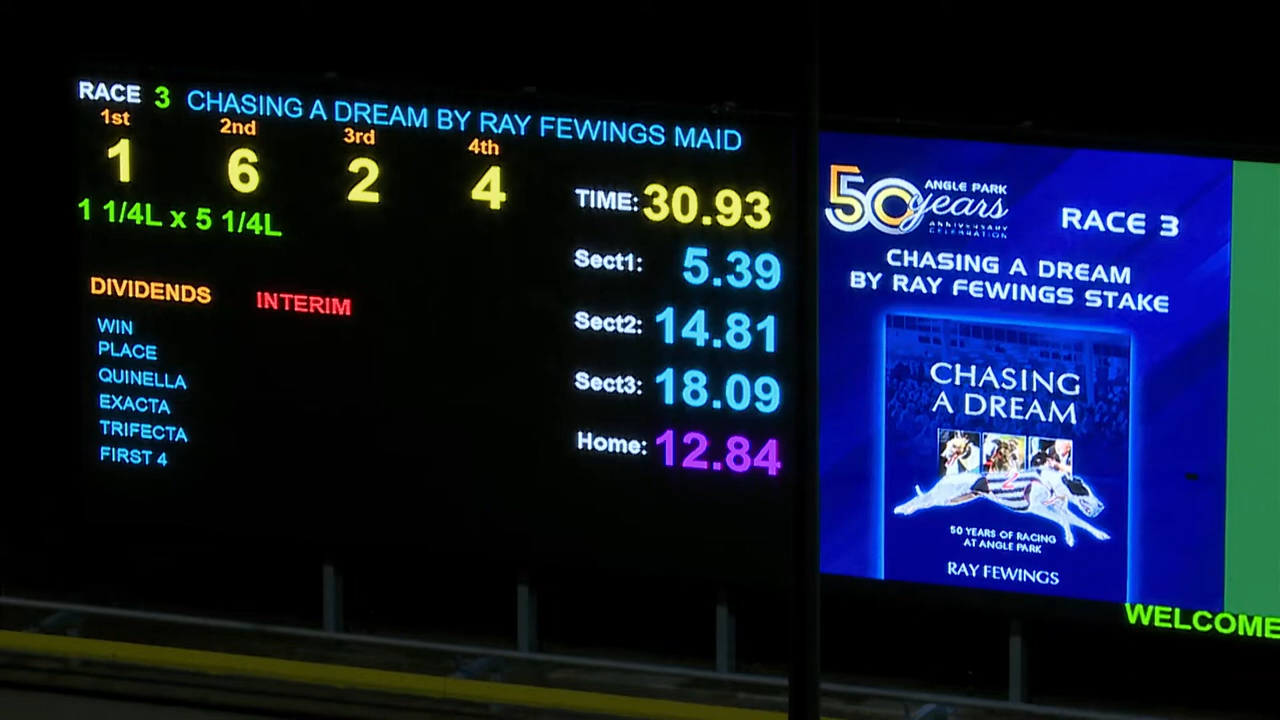 RACE 3 CHASING A DREAM BY RAY FEWINGS MAID
1st 2nd 3rd 4th
1 6 2 4
1 1/4L x 5 1/4L
TIME: 30.93
Sect1: 5.39
Sect2: 14.81
Sect3: 18.09
Home: 12.84
DIVIDENDS INTERIM
WIN
PLACE
QUINELLA
EXACTA
TRIFECTA
FIRST 4
50 years
ANGLE PARK
ANNIVERSARY
CELEBRATION
RACE 3
CHASING A DREAM
BY RAY FEWINGS STAKE
CHASING
A DREAM
2
50 YEARS OF RACING
AT ANGLE PARK
RAY FEWINGS
WELCOME